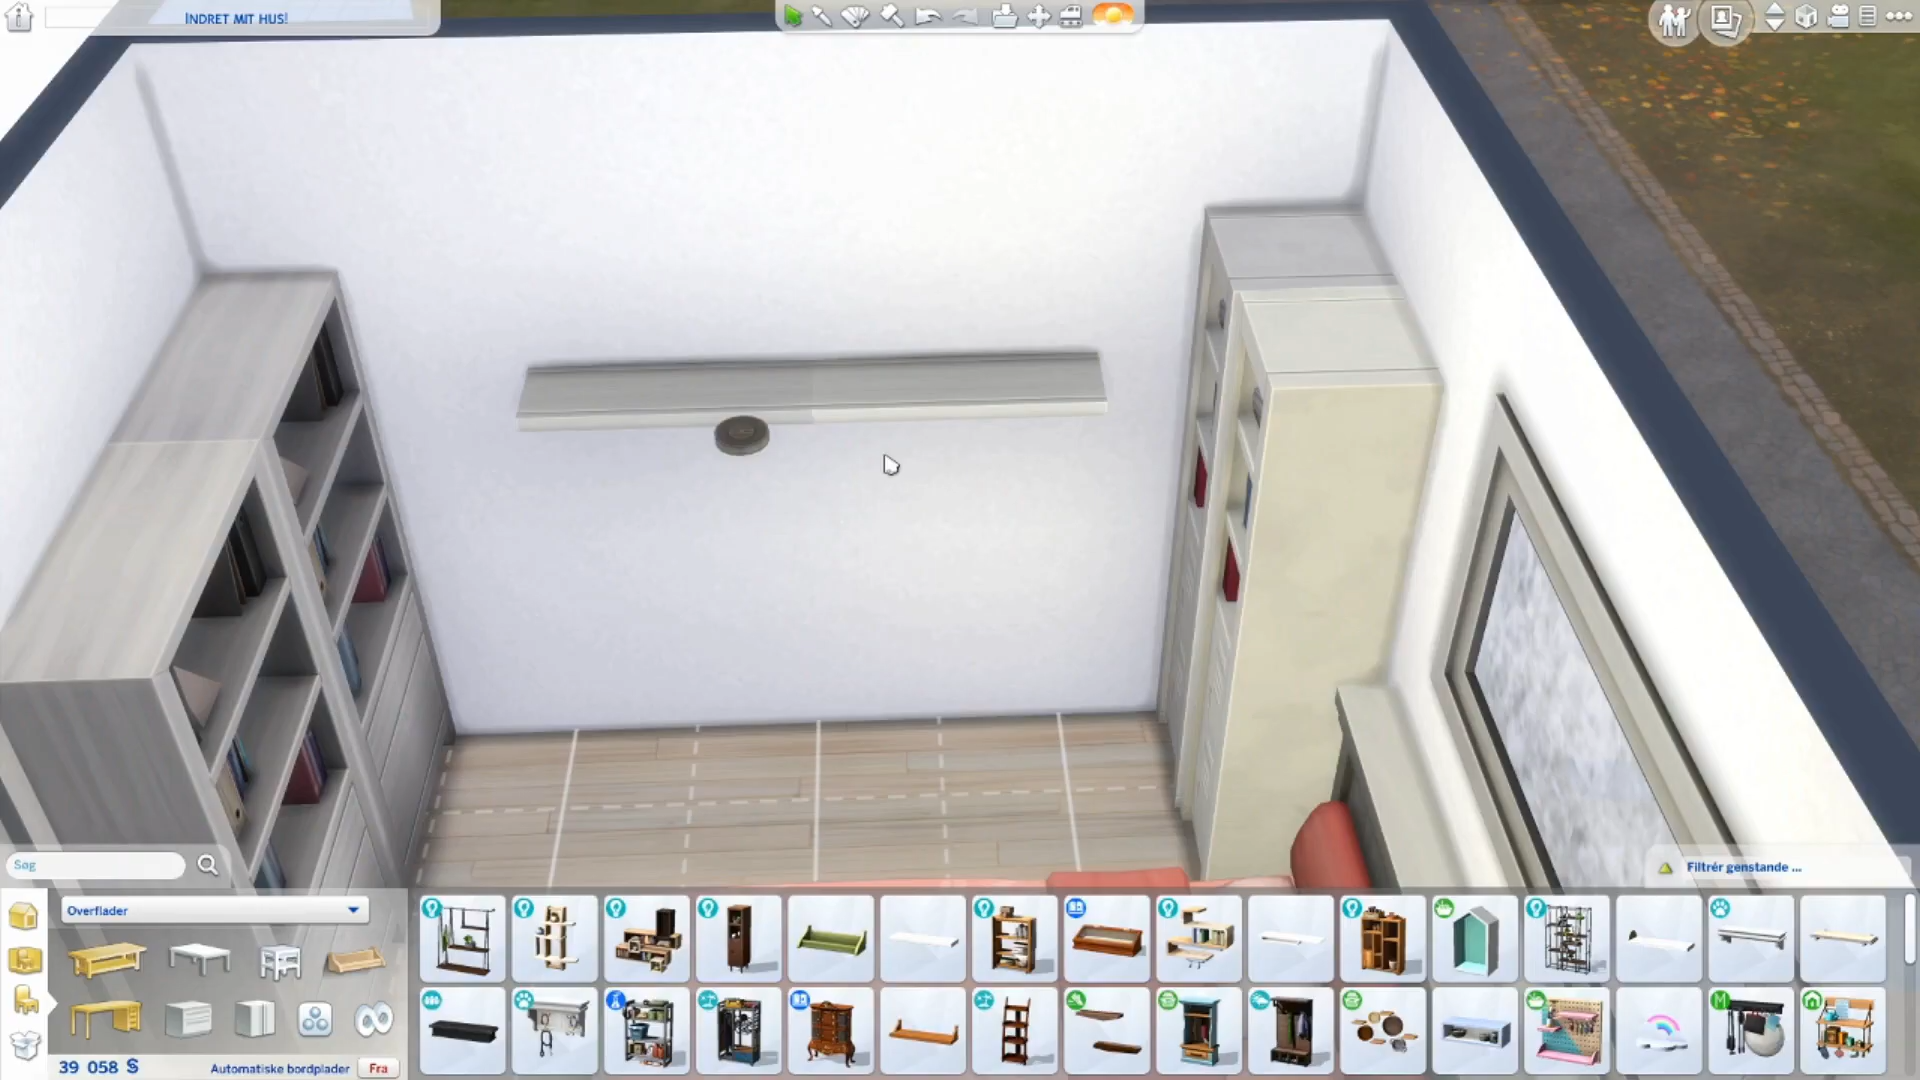 INDRET MIT HUS!
Søg
Filtrér genstande ...
Overflader
39 058 $
Automatiske bordplader
Fra